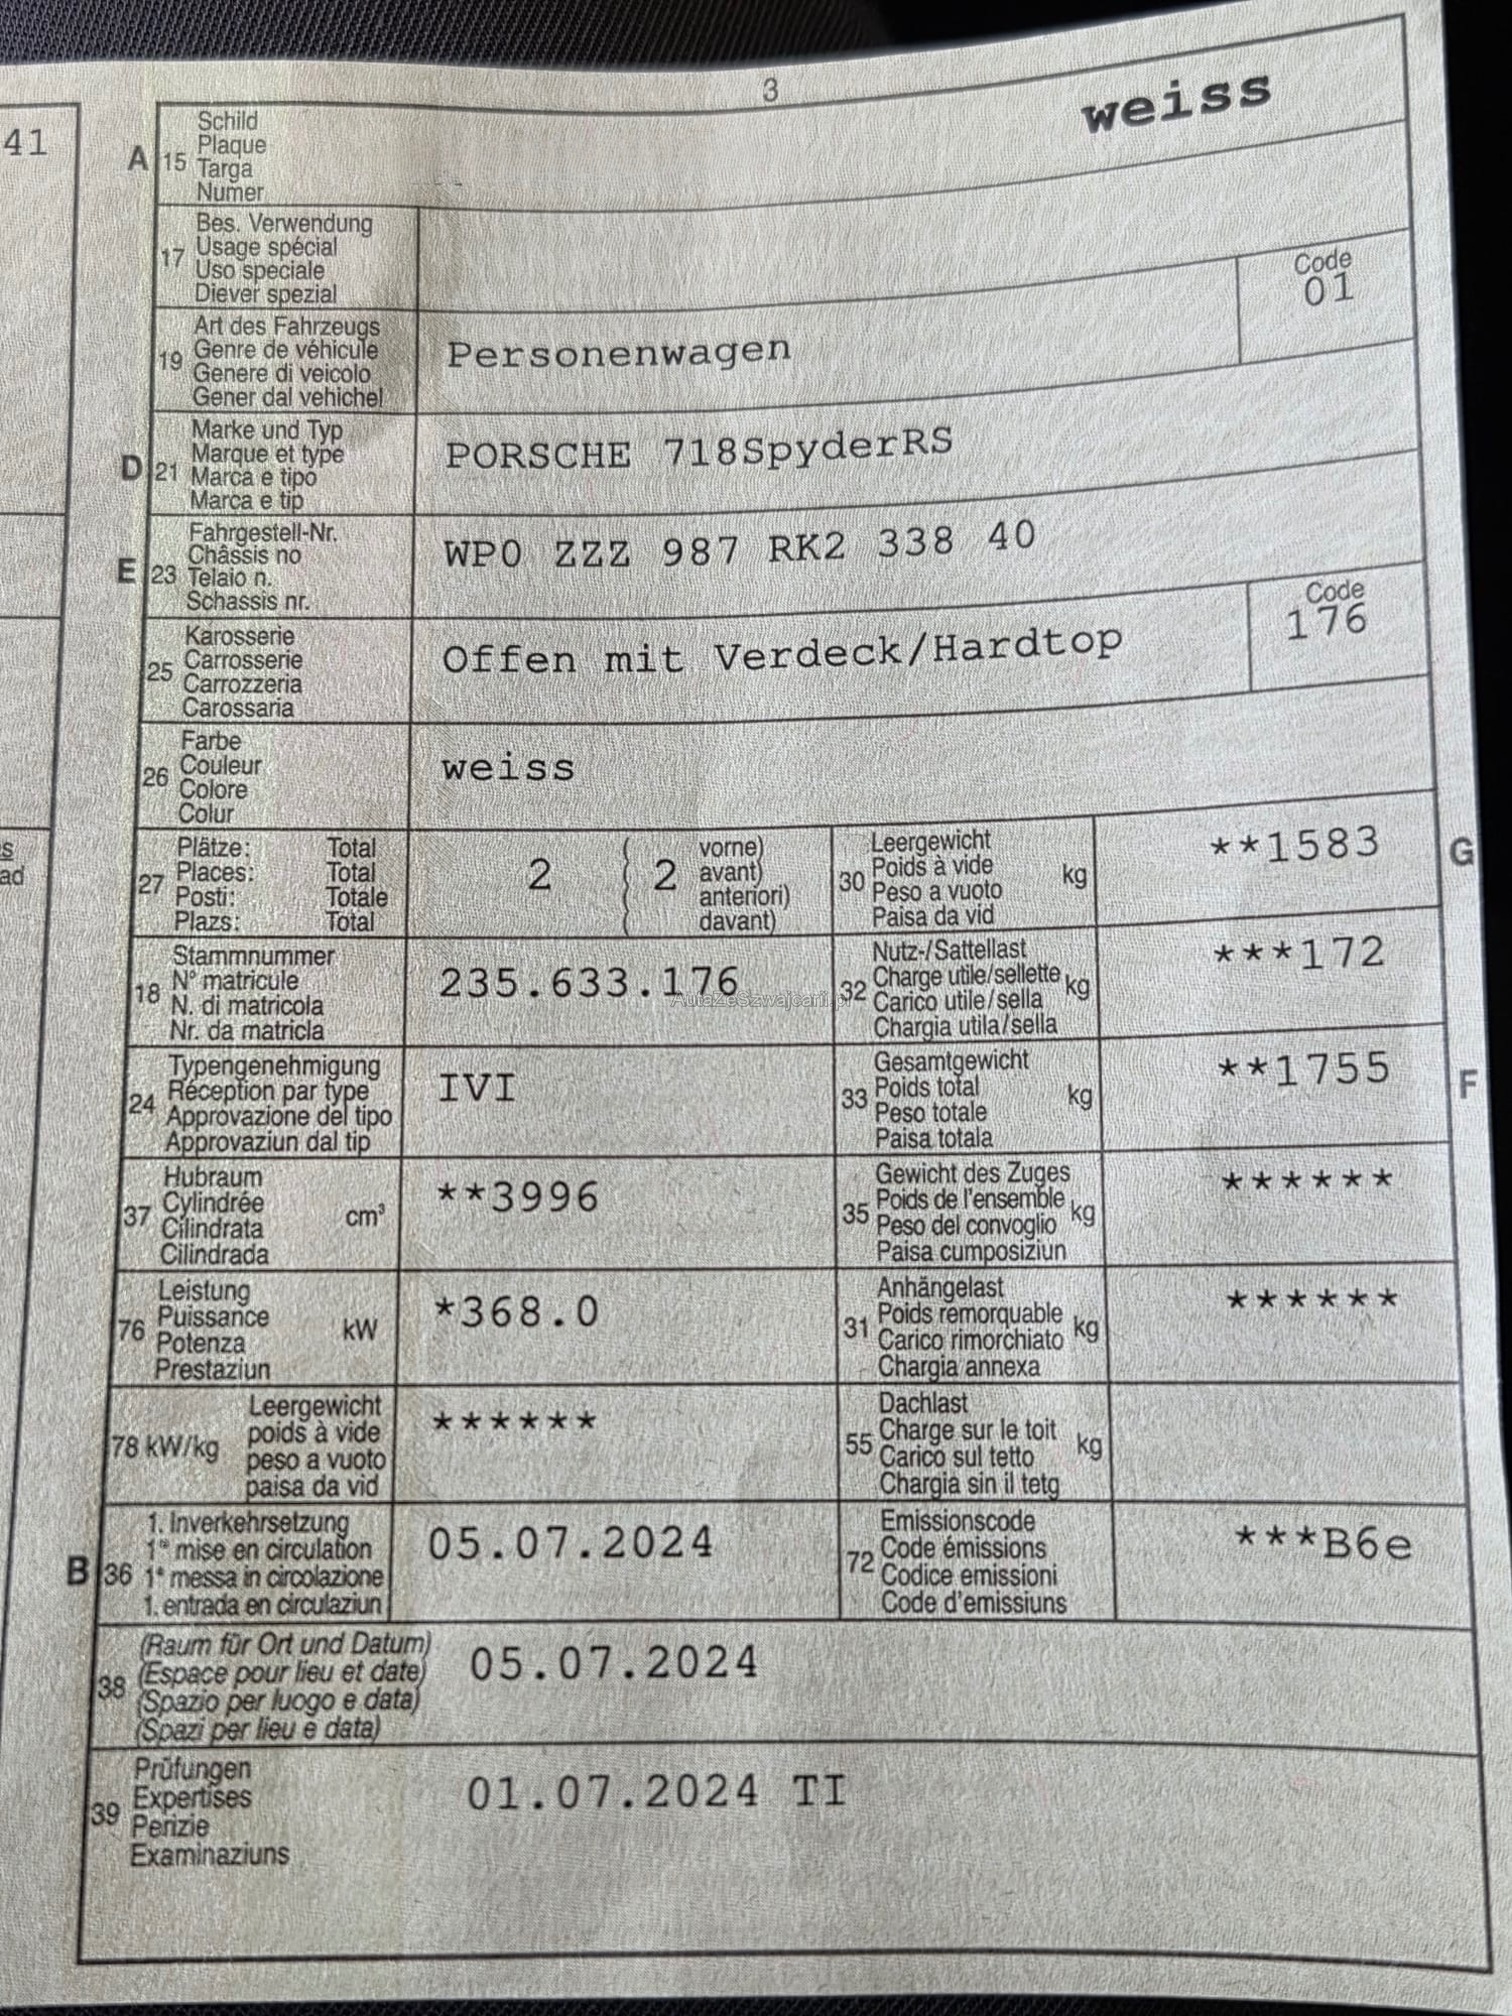 3
41
weiss
A 15 Schild
Plaque
Targa
Numer
17 Bes. Verwendung
Usage spécial
Uso speciale
Diever spezial
19 Art des Fahrzeugs
Genre de véhicule
Genere di veicolo
Gener dal vehichel
Personenwagen
Code
01
D 21 Marke und Typ
Marque et type
Marca e tipo
Marca e tip
PORSCHE 718SpyderRS
E 23 Fahrgestell-Nr.
Châssis no
Telaio n.
Schassis nr.
WP0 ZZZ 987 RK2 338 40
25 Karosserie
Carrosserie
Carrozzeria
Carossaria
Offen mit Verdeck/Hardtop
Code
176
26 Farbe
Couleur
Colore
Colur
weiss
27 Plätze: Total
Places: Total
Posti: Totale
Plazs: Total
2 { 2 vorne)
avant)
anteriori)
davant)
30 Leergewicht
Poids à vide
Peso a vuoto
Paisa da vid
kg
**1583
G
s
ad
18 Stammnummer
N° matricule
N. di matricola
Nr. da matricla
235.633.176
AutaZeSzwajcarii.pl
32 Nutz-/Sattellast
Charge utile/sellette
Carico utile/sella
Chargia utila/sella
kg
***172
24 Typengenehmigung
Réception par type
Approvazione del tipo
Approvaziun dal tip
IVI
33 Gesamtgewicht
Poids total
Peso totale
Paisa totala
kg
**1755
F
37 Hubraum
Cylindrée
Cilindrata
Cilindrada
cm³
**3996
35 Gewicht des Zuges
Poids de l'ensemble
Peso del convoglio
Paisa cumposiziun
kg
******
76 Leistung
Puissance
Potenza
Prestaziun
kW
*368.0
31 Anhängelast
Poids remorquable
Carico rimorchiato
Chargia annexa
kg
******
78 kW/kg Leergewicht
poids à vide
peso a vuoto
paisa da vid
******
55 Dachlast
Charge sur le toit
Carico sul tetto
Chargia sin il tetg
kg
B 36 1. Inverkehrsetzung
1ᵉ mise en circulation
1ª messa in circolazione
1. entrada en circulaziun
05.07.2024
72 Emissionscode
Code émissions
Codice emissioni
Code d'emissiuns
***B6e
38 (Raum für Ort und Datum)
(Espace pour lieu et date)
(Spazio per luogo e data)
(Spazi per lieu e data)
05.07.2024
39 Prüfungen
Expertises
Perizie
Examinaziuns
01.07.2024 TI